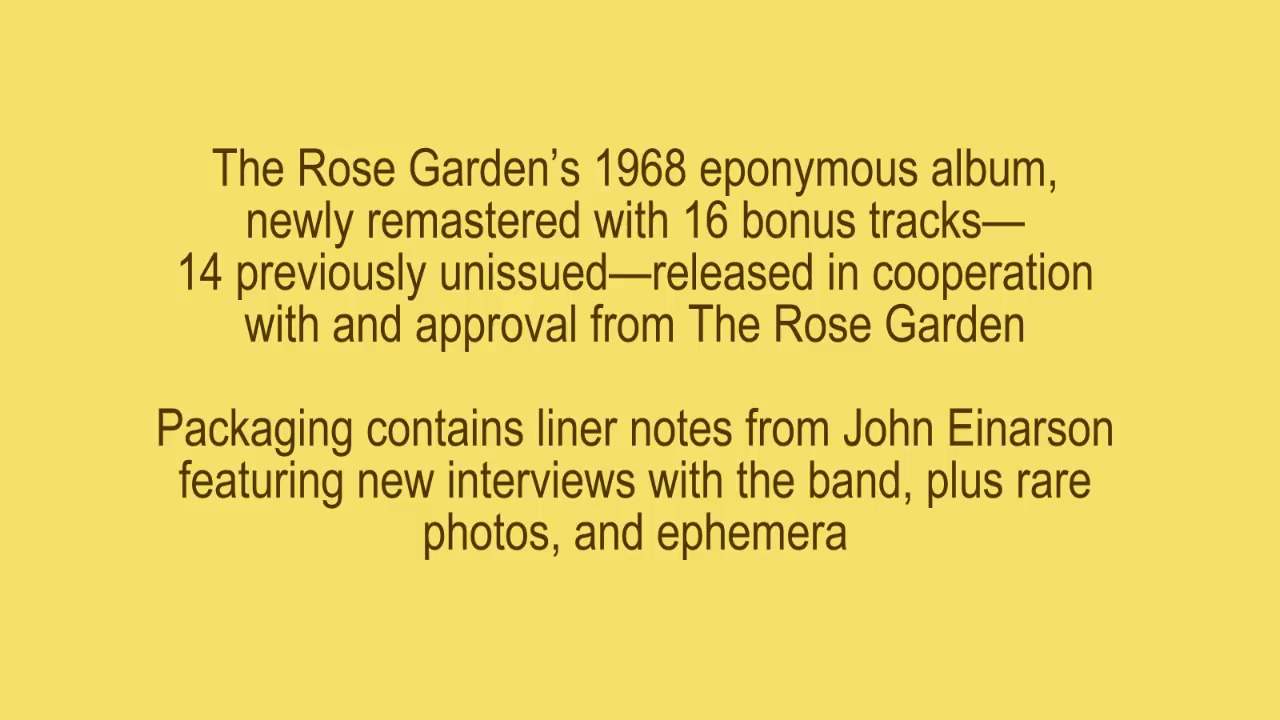 The Rose Garden’s 1968 eponymous album,
newly remastered with 16 bonus tracks—
14 previously unissued—released in cooperation
with and approval from The Rose Garden
Packaging contains liner notes from John Einarson
featuring new interviews with the band, plus rare
photos, and ephemera